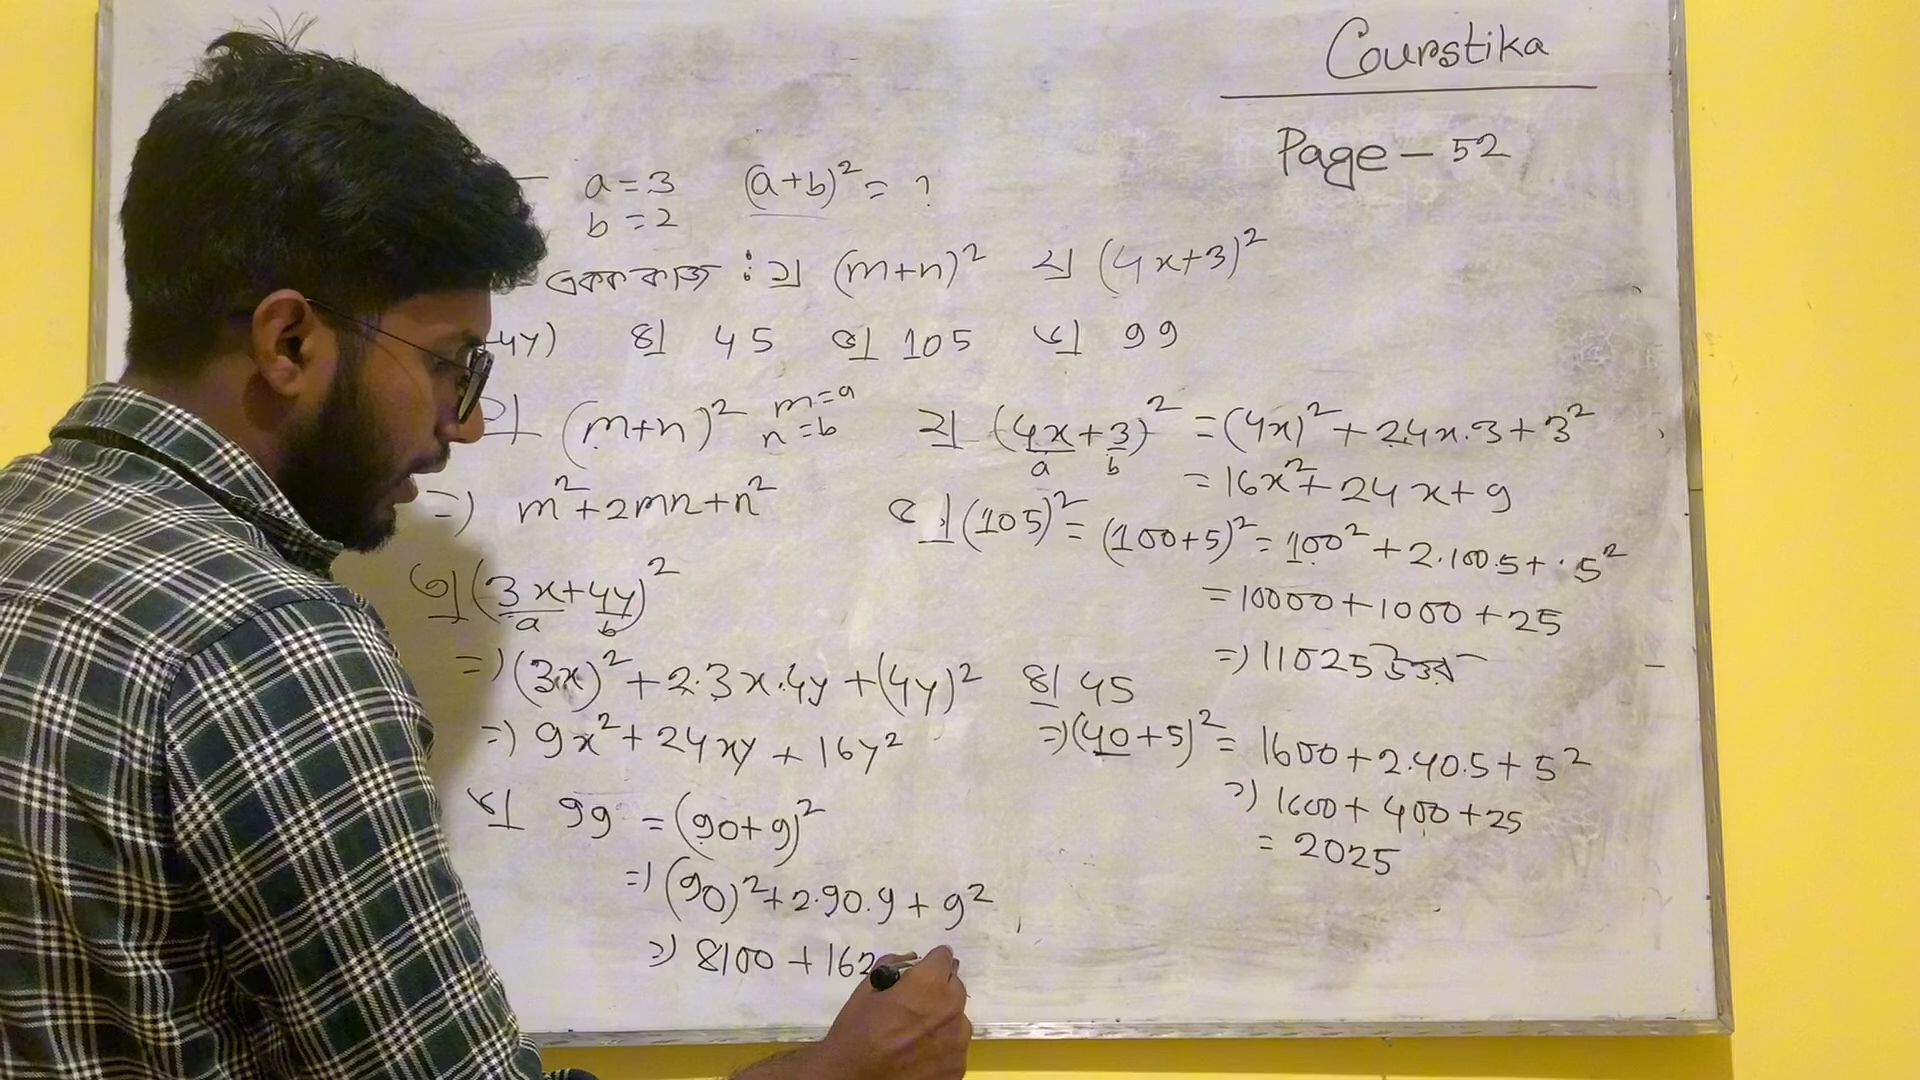 Courstika
Page - 52
a = 3 (a+b)² = ?
b = 2
একক কাজ : ১। (m+n)² ২। (4x+3)²
4y) ৪। 45 ৫। 105 ৬। 99
১। (m+n)² m=a
n=b
=) m²+2mn+n²
২। (4x+3)² = (4x)² + 2.4x.3 + 3²
a b
= 16x² + 24x + 9
৫। (105)² = (100+5)² = 100² + 2.100.5 + 5²
= 10000 + 1000 + 25
=) 11025
৩। (3x+4y)²
a b
=) (3x)² + 2.3x.4y + (4y)²
=) 9x² + 24xy + 16y²
৪। 45
=) (40+5)² = 1600 + 2.40.5 + 5²
=) 1600 + 400 + 25
= 2025
৬। 99 = (90+9)²
=) (90)² + 2.90.9 + 9²
=) 8100 + 162